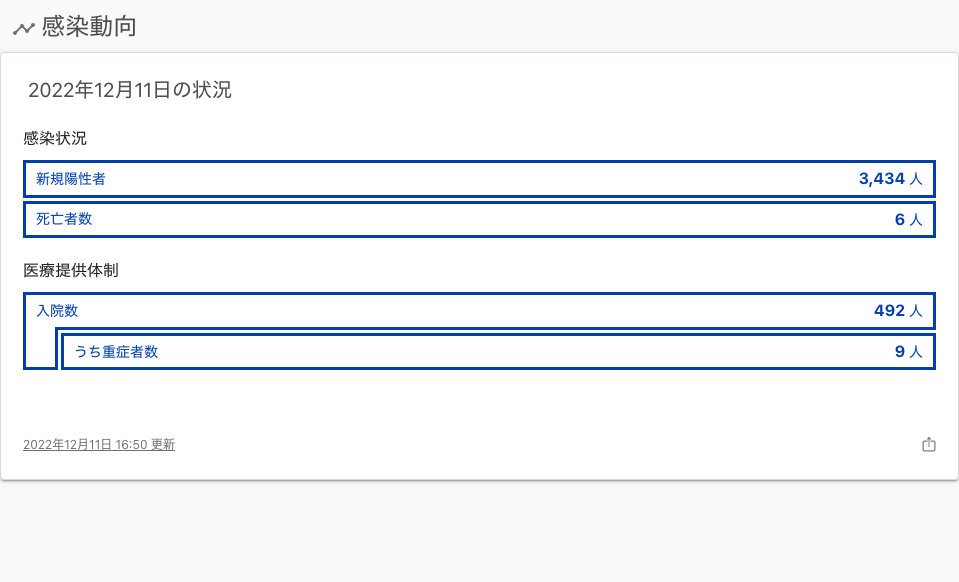 感染動向
2022年12月11日の状況
感染状況
新規陽性者 3,434 人
死亡者数 6 人
医療提供体制
入院数 492 人
うち重症者数 9 人
2022年12月11日 16:50 更新